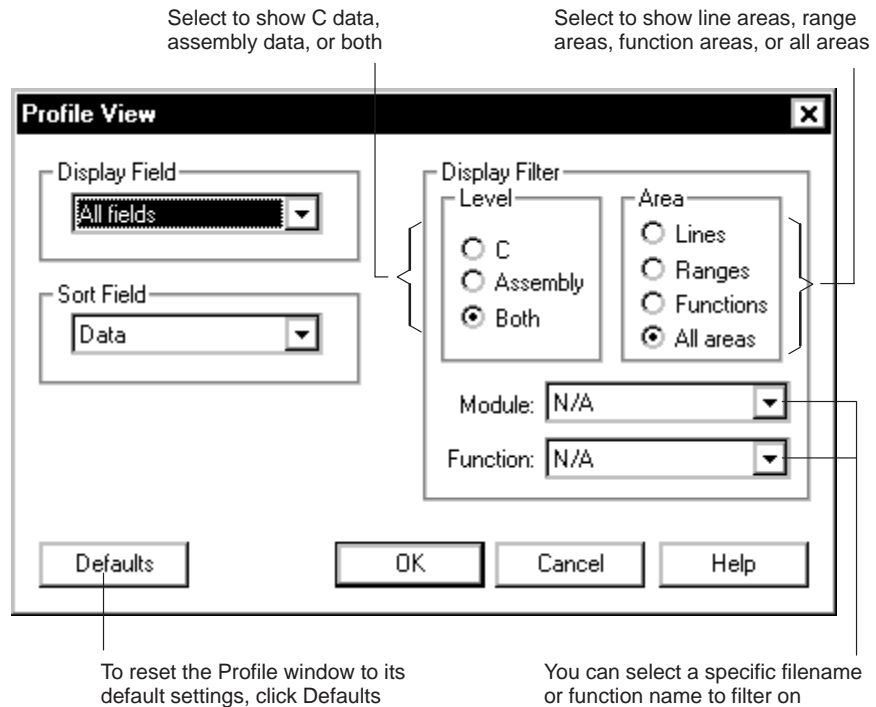 Select to show C data,
assembly data, or both
Select to show line areas, range
areas, function areas, or all areas
Profile View
Display Field
All fields
Sort Field
Data
Display Filter
Level
C
Assembly
Both
Area
Lines
Ranges
Functions
All areas
Module: N/A
Function: N/A
Defaults
OK
Cancel
Help
To reset the Profile window to its
default settings, click Defaults
You can select a specific filename
or function name to filter on